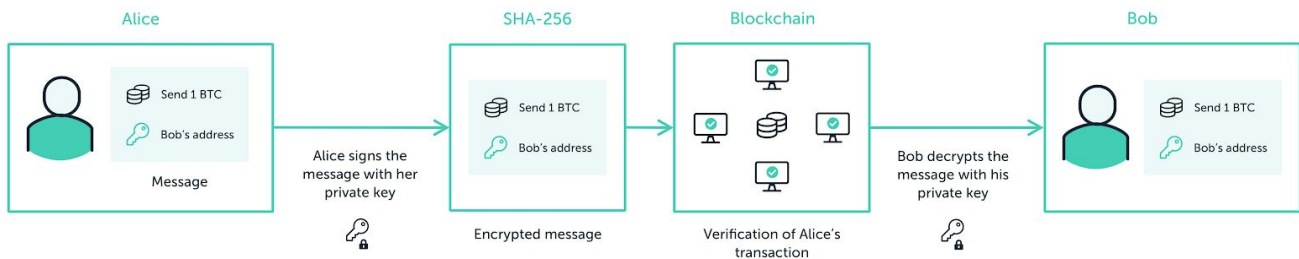 Alice
SHA-256
Blockchain
Bob
Send 1 BTC
Bob's address
Message
Alice signs the
message with her
private key
Send 1 BTC
Bob's address
Encrypted message
Verification of Alice's
transaction
Bob decrypts the
message with his
private key
Send 1 BTC
Bob's address